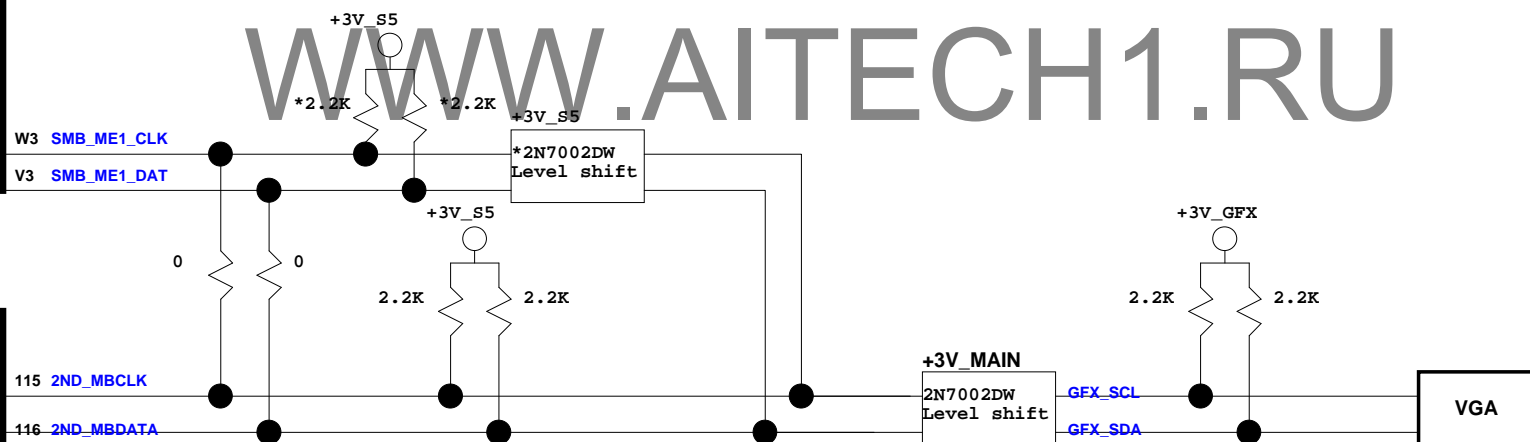 +3V_S5
WWW.AITECH1.RU
*2.2K
*2.2K
+3V_S5
W3 SMB_ME1_CLK
*2N7002DW
Level shift
V3 SMB_ME1_DAT
+3V_S5
+3V_GFX
0
0
2.2K
2.2K
2.2K
2.2K
+3V_MAIN
115 2ND_MBCLK
2N7002DW
Level shift
GFX_SCL
VGA
116 2ND_MBDATA
GFX_SDA